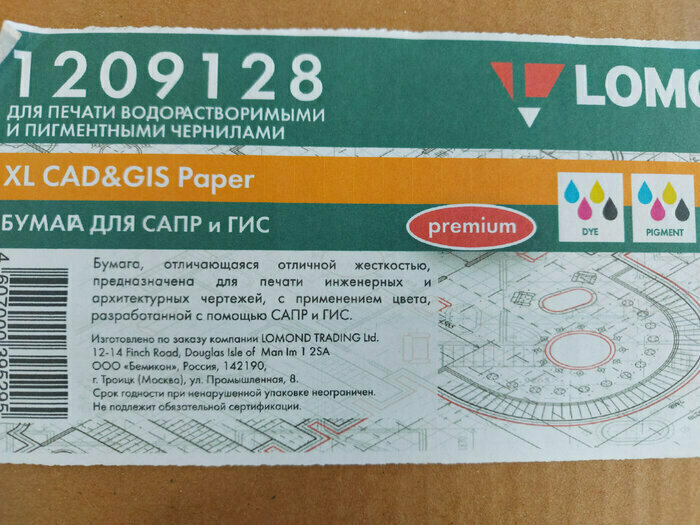 1209128
LOMO
ДЛЯ ПЕЧАТИ ВОДОРАСТВОРИМЫМИ
И ПИГМЕНТНЫМИ ЧЕРНИЛАМИ
XL CAD&GIS Paper
БУМАГА ДЛЯ САПР и ГИС
premium
DYE
PIGMENT
Бумага, отличающаяся отличной жесткостью,
предназначена для печати инженерных и
архитектурных чертежей, с применением цвета,
разработанной с помощью САПР и ГИС.
Изготовлено по заказу компании LOMOND TRADING Ltd.
12-14 Finch Road, Douglas Isle of Man Im 1 2SA
ООО «Бемикон», Россия, 142190,
г. Троицк (Москва), ул. Промышленная, 8.
Срок годности при ненарушенной упаковке неограничен.
Не подлежит обязательной сертификации.